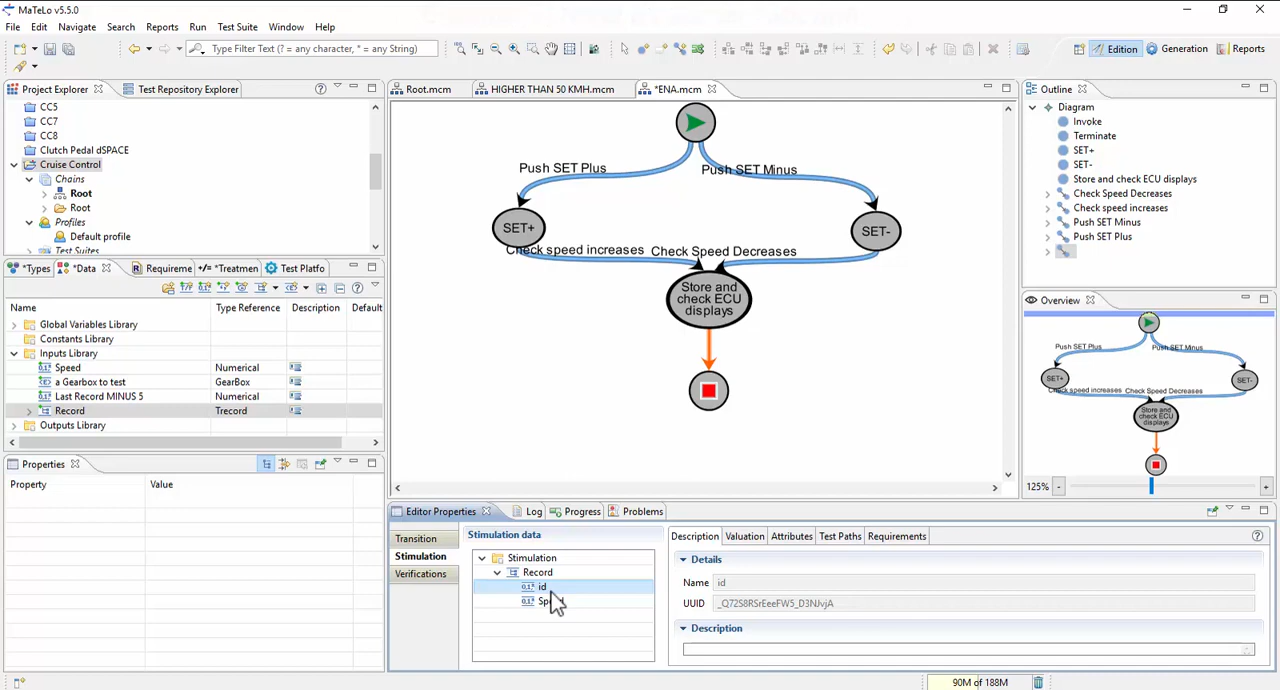 MaTeLo v5.5.0
File Edit Navigate Search Reports Run Test Suite Window Help
Type Filter Text (? = any character, * = any String)
Edition Generation Reports
Project Explorer Test Repository Explorer
CC5
CC7
CC8
Clutch Pedal dSPACE
Cruise Control
Chains
Root
Root
Profiles
Default profile
Test Suites
*Types *Data Requireme +/= *Treatmen Test Platfo
Name Type Reference Description Default
Global Variables Library
Constants Library
Inputs Library
Speed Numerical
a Gearbox to test GearBox
Last Record MINUS 5 Numerical
Record Trecord
Outputs Library
Properties
Property Value
Root.mcm HIGHER THAN 50 KMH.mcm *ENA.mcm
Push SET Plus Push SET Minus
SET+ SET-
Check speed increases Check Speed Decreases
Store and
check ECU
displays
Outline
Diagram
Invoke
Terminate
SET+
SET-
Store and check ECU displays
Check Speed Decreases
Check speed increases
Push SET Minus
Push SET Plus
Overview
Push SET Plus Push SET Minus
SET+ SET-
Check speed increases Check Speed Decreases
Store and
check ECU
displays
125% - +
Editor Properties Log Progress Problems
Transition
Stimulation
Verifications
Stimulation data
Stimulation
Record
id
Description Valuation Attributes Test Paths Requirements
Details
Name id
UUID _Q72S8RSrEeeFW5_D3NJvjA
Description
90M of 188M